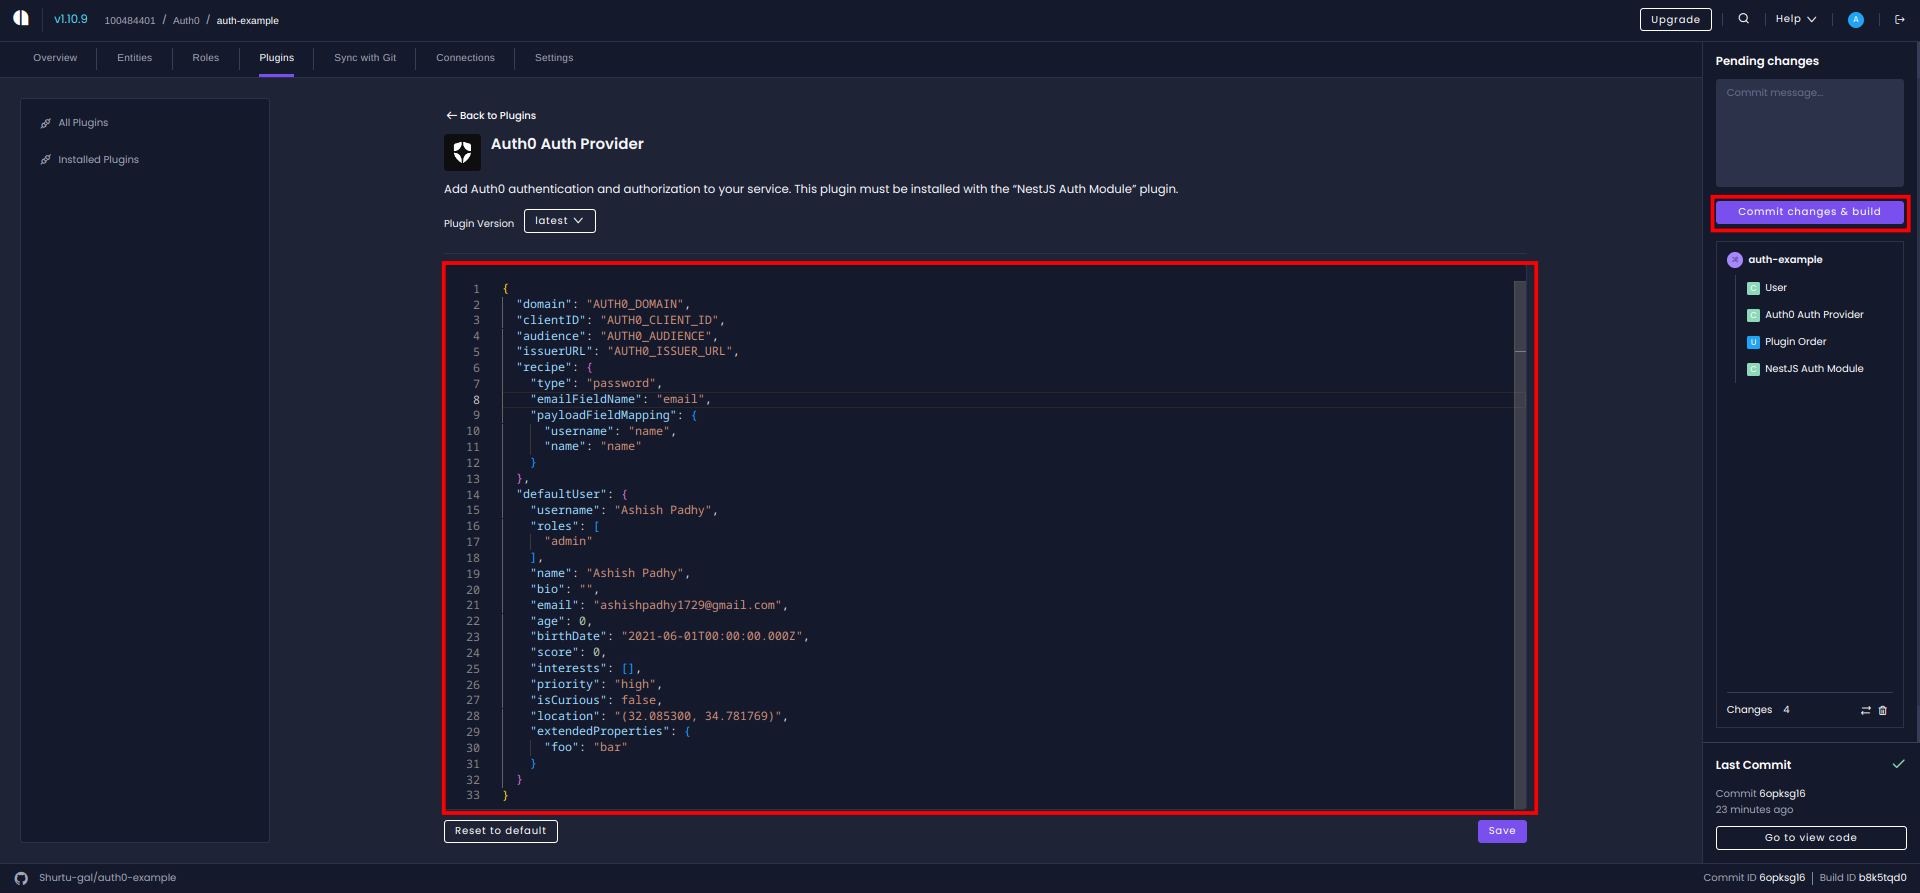 v1.10.9 100484401 / Auth0 / auth-example
Upgrade Help A
Overview Entities Roles Plugins Sync with Git Connections Settings
All Plugins
Installed Plugins
Back to Plugins
Auth0 Auth Provider
Add Auth0 authentication and authorization to your service. This plugin must be installed with the “NestJS Auth Module” plugin.
Plugin Version latest
1 {
2 "domain": "AUTH0_DOMAIN",
3 "clientID": "AUTH0_CLIENT_ID",
4 "audience": "AUTH0_AUDIENCE",
5 "issuerURL": "AUTH0_ISSUER_URL",
6 "recipe": {
7 "type": "password",
8 "emailFieldName": "email",
9 "payloadFieldMapping": {
10 "username": "name",
11 "name": "name"
12 }
13 },
14 "defaultUser": {
15 "username": "Ashish Padhy",
16 "roles": [
17 "admin"
18 ],
19 "name": "Ashish Padhy",
20 "bio": "",
21 "email": "ashishpadhy1729@gmail.com",
22 "age": 0,
23 "birthDate": "2021-06-01T00:00:00.000Z",
24 "score": 0,
25 "interests": [],
26 "priority": "high",
27 "isCurious": false,
28 "location": "(32.085300, 34.781769)",
29 "extendedProperties": {
30 "foo": "bar"
31 }
32 }
33 }
Reset to default
Save
Pending changes
Commit message...
Commit changes & build
auth-example
C User
C Auth0 Auth Provider
U Plugin Order
C NestJS Auth Module
Changes 4
Last Commit
Commit 6opksg16
23 minutes ago
Go to view code
Shurtu-gal/auth0-example
Commit ID 6opksg16 | Build ID b8k5tqd0